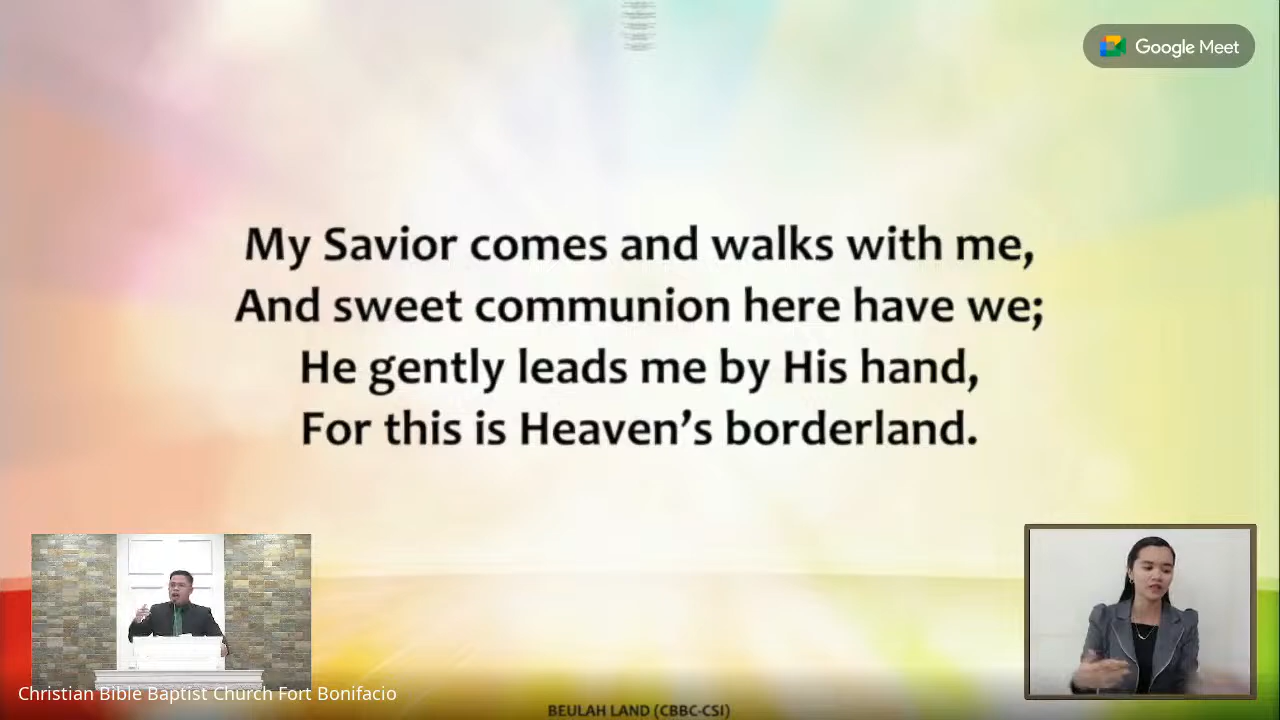 Google Meet
My Savior comes and walks with me,
And sweet communion here have we;
He gently leads me by His hand,
For this is Heaven’s borderland.
Christian Bible Baptist Church Fort Bonifacio
BEULAH LAND (CBBC-CSI)